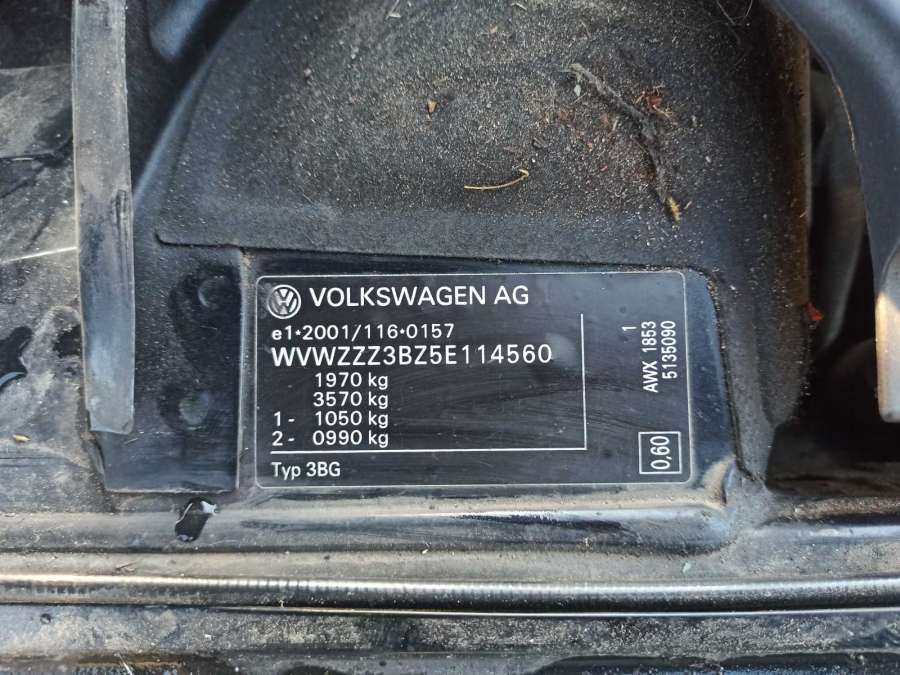 VOLKSWAGEN AG
e1*2001/116*0157
WVWZZZ3BZ5E114560
1970 kg
3570 kg
1- 1050 kg
2- 0990 kg
Typ 3BG
1
AWX 1853
5135090
0,60